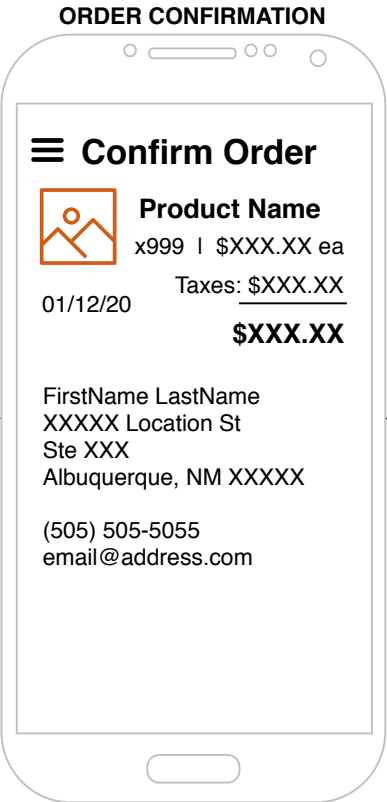 ORDER CONFIRMATION
Confirm Order
Product Name
x999 | $XXX.XX ea
Taxes: $XXX.XX
01/12/20
$XXX.XX
FirstName LastName
XXXXX Location St
Ste XXX
Albuquerque, NM XXXXX
(505) 505-5055
email@address.com